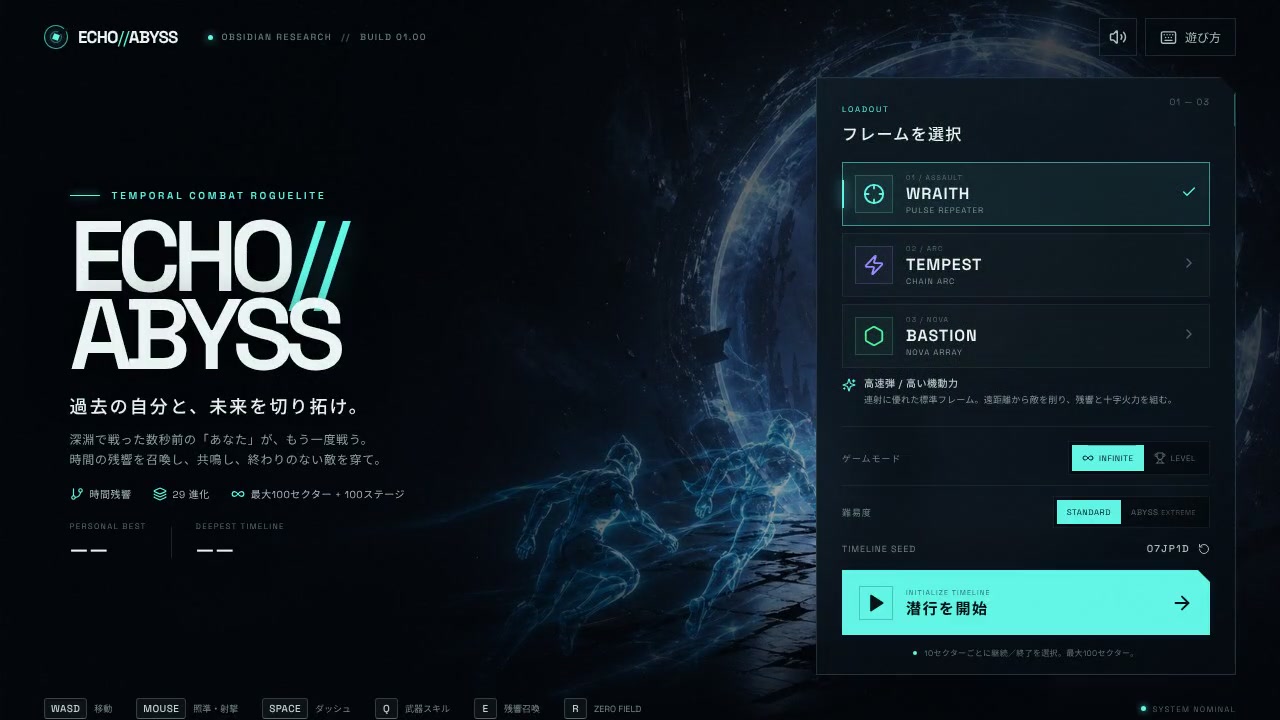 ECHO//ABYSS
OBSIDIAN RESEARCH // BUILD 01.00
遊び方
TEMPORAL COMBAT ROGUELITE
ECHO//
ABYSS
過去の自分と、未来を切り拓け。
深淵で戦った数秒前の「あなた」が、もう一度戦う。
時間の残響を召喚し、共鳴し、終わりのない敵を穿て。
時間残響 29 進化 最大100セクター + 100ステージ
PERSONAL BEST DEEPEST TIMELINE
—— ——
LOADOUT
01 — 03
フレームを選択
01 / ASSAULT
WRAITH
PULSE REPEATER
02 / ARC
TEMPEST
CHAIN ARC
03 / NOVA
BASTION
NOVA ARRAY
高速弾 / 高い機動力
連射に優れた標準フレーム。遠距離から敵を削り、残響と十字火力を組む。
ゲームモード INFINITE LEVEL
難易度 STANDARD ABYSS EXTREME
TIMELINE SEED 07JP1D
INITIALIZE TIMELINE
潜行を開始
10セクターごとに継続／終了を選択。最大100セクター。
WASD 移動 MOUSE 照準・射撃 SPACE ダッシュ Q 武器スキル E 残響召喚 R ZERO FIELD
SYSTEM NOMINAL